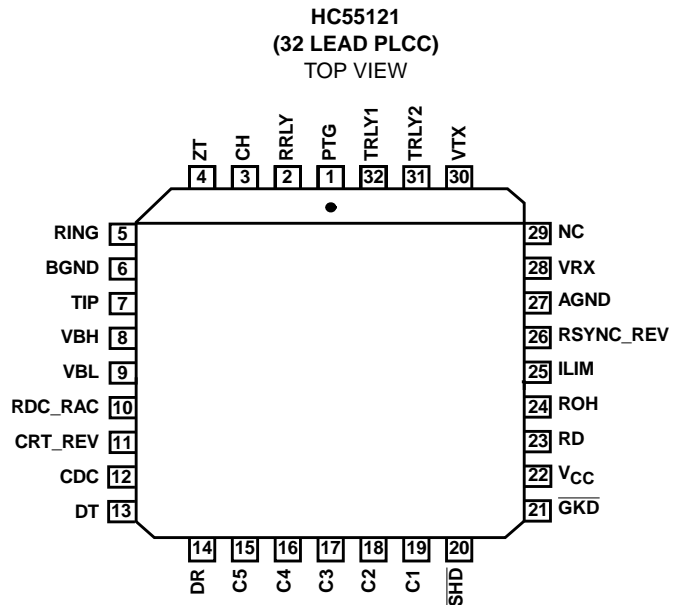 HC55121
(32 LEAD PLCC)
TOP VIEW
ZT
CH
RRLY
PTG
TRLY1
TRLY2
VTX
4
3
2
1
32
31
30
RING 5
BGND 6
TIP 7
VBH 8
VBL 9
RDC_RAC 10
CRT_REV 11
CDC 12
DT 13
29 NC
28 VRX
27 AGND
26 RSYNC_REV
25 ILIM
24 ROH
23 RD
22 VCC
21 GKD
14
15
16
17
18
19
20
DR
C5
C4
C3
C2
C1
SHD